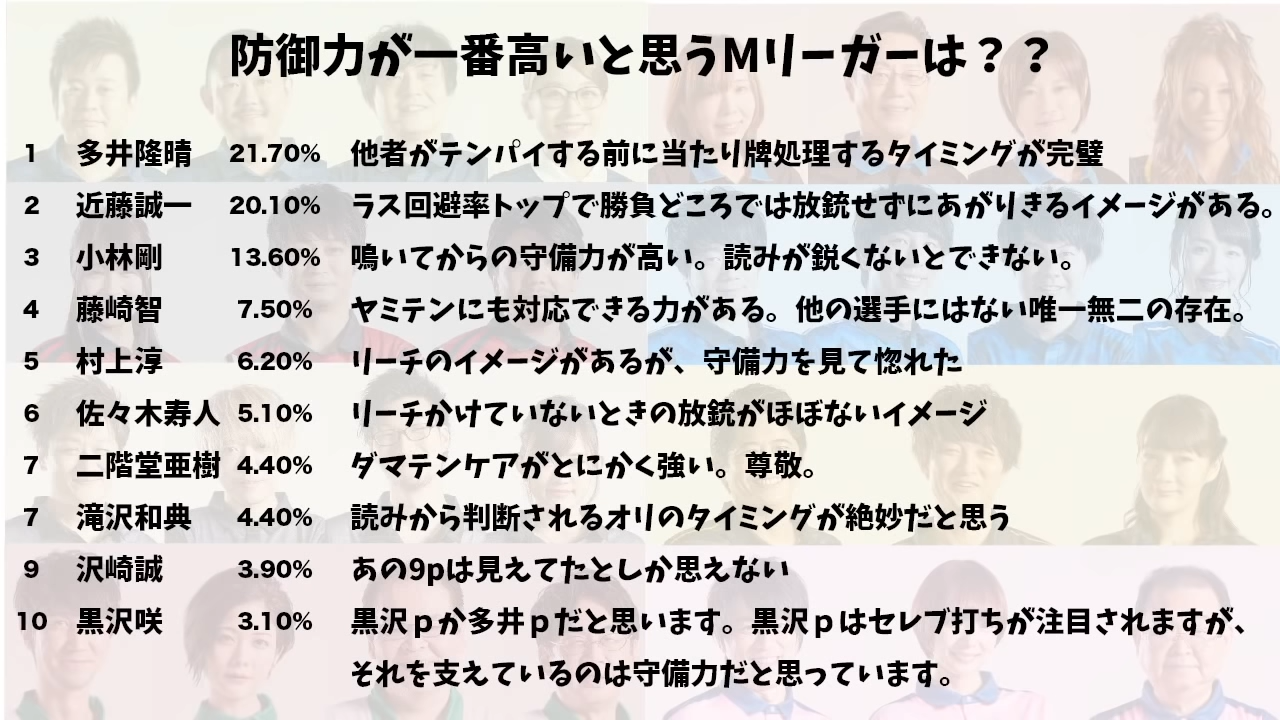 防御力が一番高いと思うMリーガーは？？
1 多井隆晴 21.70% 他者がテンパイする前に当たり牌処理するタイミングが完璧
2 近藤誠一 20.10% ラス回避率トップで勝負どころでは放銃せずにあがりきるイメージがある。
3 小林剛 13.60% 鳴いてからの守備力が高い。読みが鋭くないとできない。
4 藤崎智 7.50% ヤミテンにも対応できる力がある。他の選手にはない唯一無二の存在。
5 村上淳 6.20% リーチのイメージがあるが、守備力を見て惚れた
6 佐々木寿人 5.10% リーチかけていないときの放銃がほぼないイメージ
7 二階堂亜樹 4.40% ダマテンケアがとにかく強い。尊敬。
7 滝沢和典 4.40% 読みから判断されるオリのタイミングが絶妙だと思う
9 沢崎誠 3.90% あの9pは見えてたとしか思えない
10 黒沢咲 3.10% 黒沢ｐか多井ｐだと思います。黒沢ｐはセレブ打ちが注目されますが、
それを支えているのは守備力だと思っています。